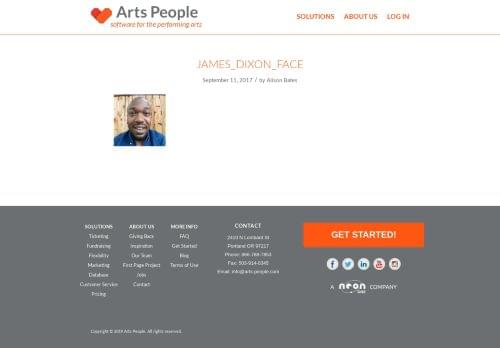 Arts People
software for the performing arts
SOLUTIONS ABOUT US LOG IN
JAMES_DIXON_FACE
September 11, 2017 / by Alison Bates
SOLUTIONS
Ticketing
Fundraising
Flexibility
Marketing
Database
Customer Service
Pricing
ABOUT US
Giving Back
Inspiration
Our Team
First Page Project
Jobs
Contact
MORE INFO
FAQ
Get Started
Blog
Terms of Use
CONTACT
2410 N Lombard St
Portland OR 97217
Phone: 866-768-7853
Fax: 503-914-0345
Email: info@arts-people.com
GET STARTED!
A neon one COMPANY
Copyright © 2019 Arts People. All rights reserved.